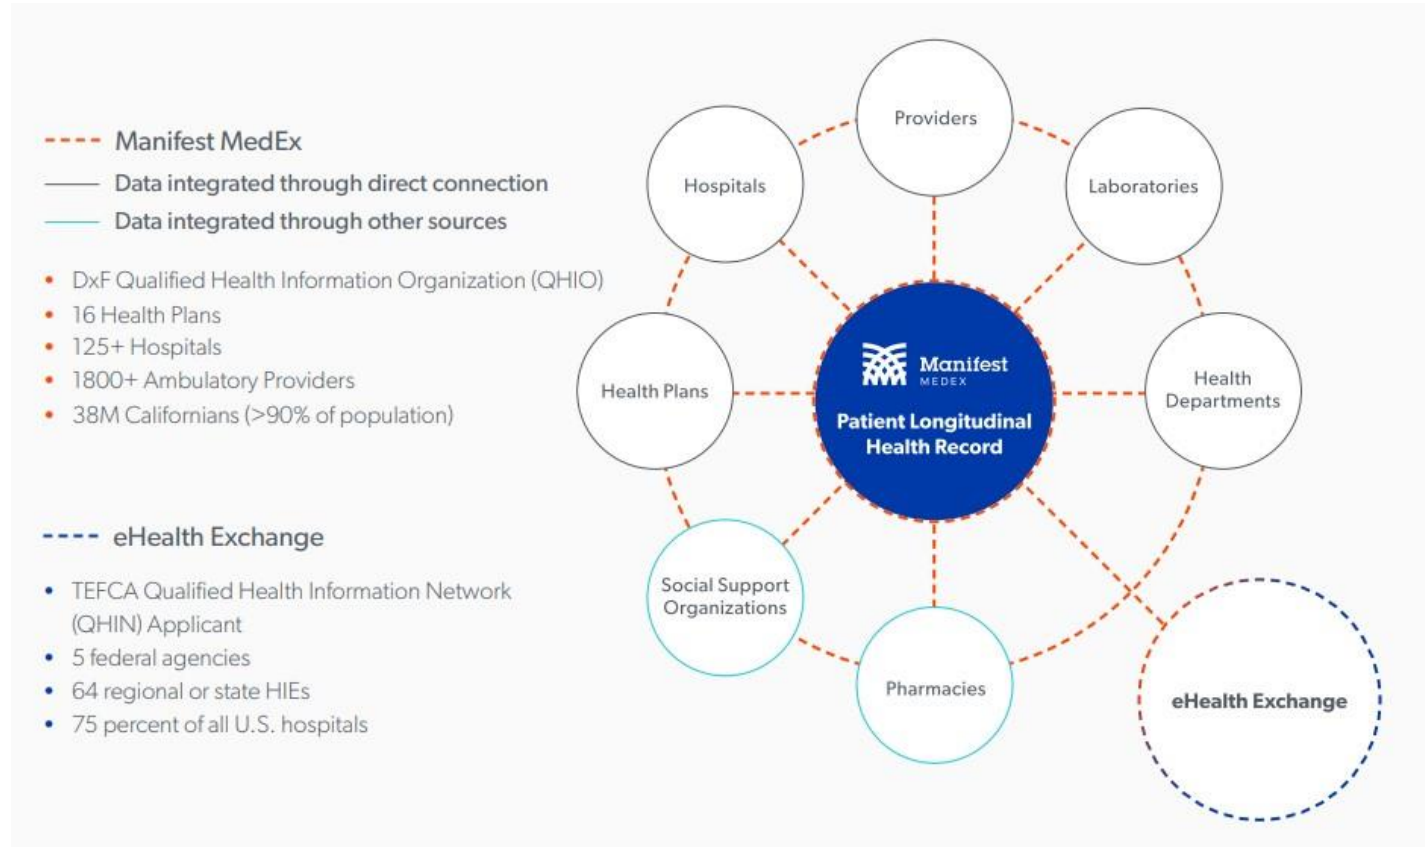 Manifest MedEx
Data integrated through direct connection
Data integrated through other sources
• DxF Qualified Health Information Organization (QHIO)
• 16 Health Plans
• 125+ Hospitals
• 1800+ Ambulatory Providers
• 38M Californians (>90% of population)
eHealth Exchange
• TEFCA Qualified Health Information Network
(QHIN) Applicant
• 5 federal agencies
• 64 regional or state HIEs
• 75 percent of all U.S. hospitals
Providers
Hospitals
Laboratories
Health Plans
Manifest
MEDEX
Patient Longitudinal
Health Record
Health
Departments
Social Support
Organizations
Pharmacies
eHealth Exchange